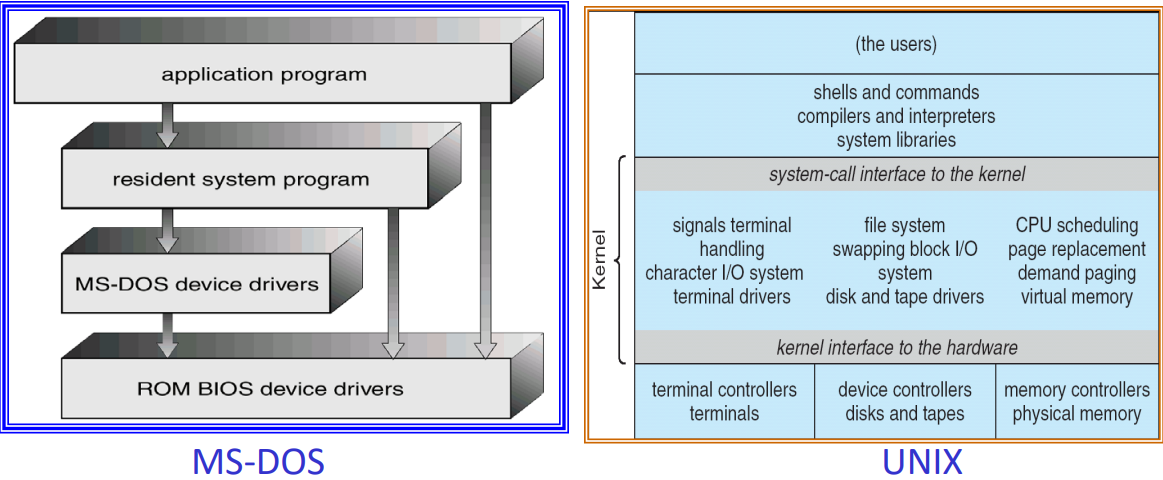 application program
resident system program
MS-DOS device drivers
ROM BIOS device drivers
MS-DOS
(the users)
shells and commands
compilers and interpreters
system libraries
Kernel
system-call interface to the kernel
signals terminal
handling
character I/O system
terminal drivers
file system
swapping block I/O
system
disk and tape drivers
CPU scheduling
page replacement
demand paging
virtual memory
kernel interface to the hardware
terminal controllers
terminals
device controllers
disks and tapes
memory controllers
physical memory
UNIX